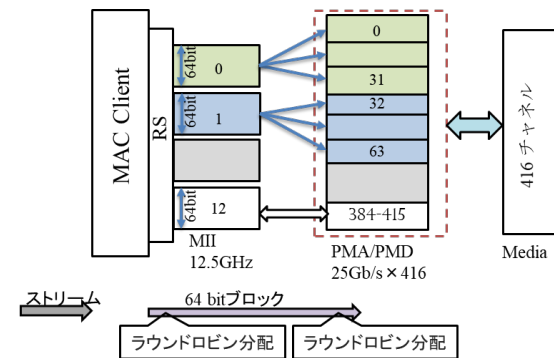 MAC Client
RS
64bit
0
64bit
1
64bit
12
MII
12.5GHz
0
31
32
63
384-415
PMA/PMD
25Gb/s×416
416 チャネル
Media
ストリーム
64 bitブロック
ラウンドロビン分配
ラウンドロビン分配